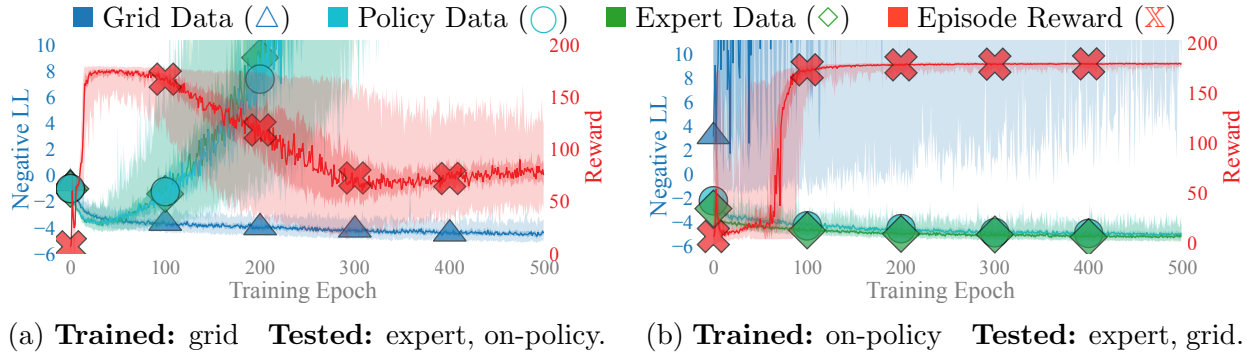 Grid Data (△) Policy Data (○) Expert Data (◇) Episode Reward (𝕏)
10
8
6
4
2
0
−2
−4
−6
Negative LL
200
150
100
50
0
Reward
0 100 200 300 400 500
Training Epoch
10
8
6
4
2
0
−2
−4
−6
Negative LL
200
150
100
50
0
Reward
0 100 200 300 400 500
Training Epoch
(a) Trained: grid Tested: expert, on-policy.
(b) Trained: on-policy Tested: expert, grid.